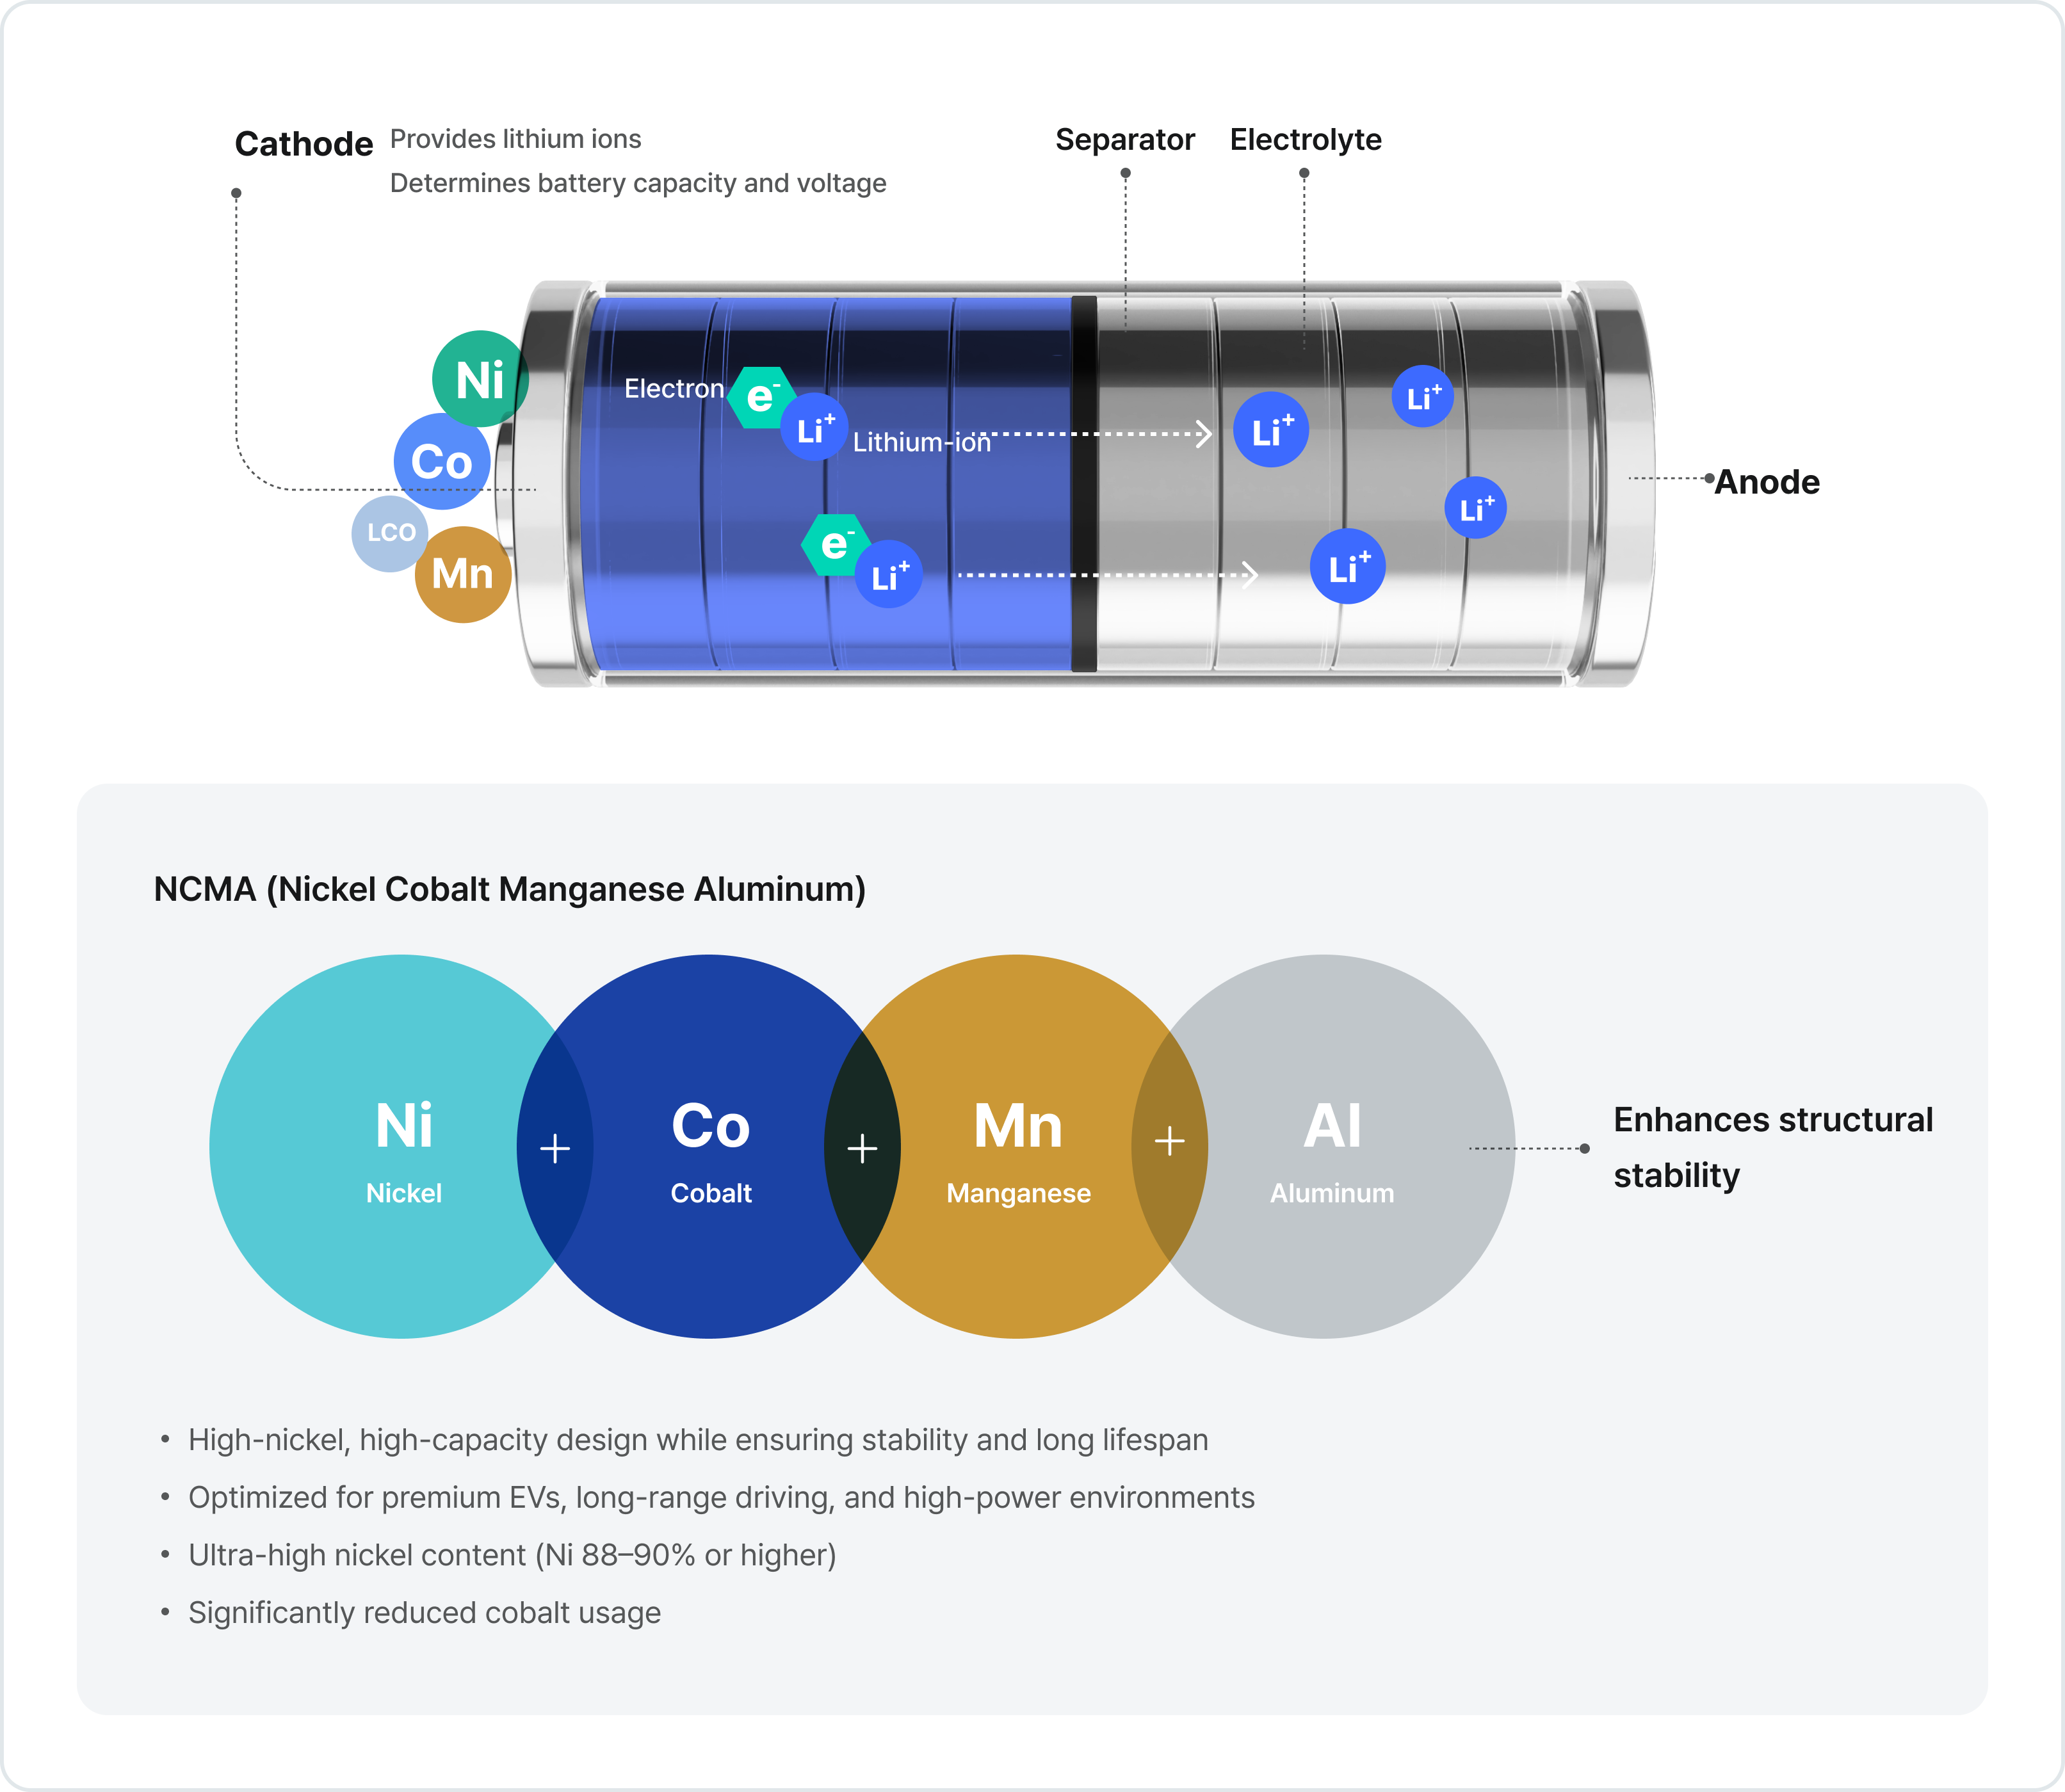 Cathode
Provides lithium ions
Determines battery capacity and voltage
Separator
Electrolyte
Ni
Co
LCO
Mn
Electron
e-
Li+
Lithium-ion
e-
Li+
Li+
Li+
Li+
Li+
Anode
NCMA (Nickel Cobalt Manganese Aluminum)
Ni
Nickel
+
Co
Cobalt
+
Mn
Manganese
+
Al
Aluminum
Enhances structural
stability
• High-nickel, high-capacity design while ensuring stability and long lifespan
• Optimized for premium EVs, long-range driving, and high-power environments
• Ultra-high nickel content (Ni 88–90% or higher)
• Significantly reduced cobalt usage